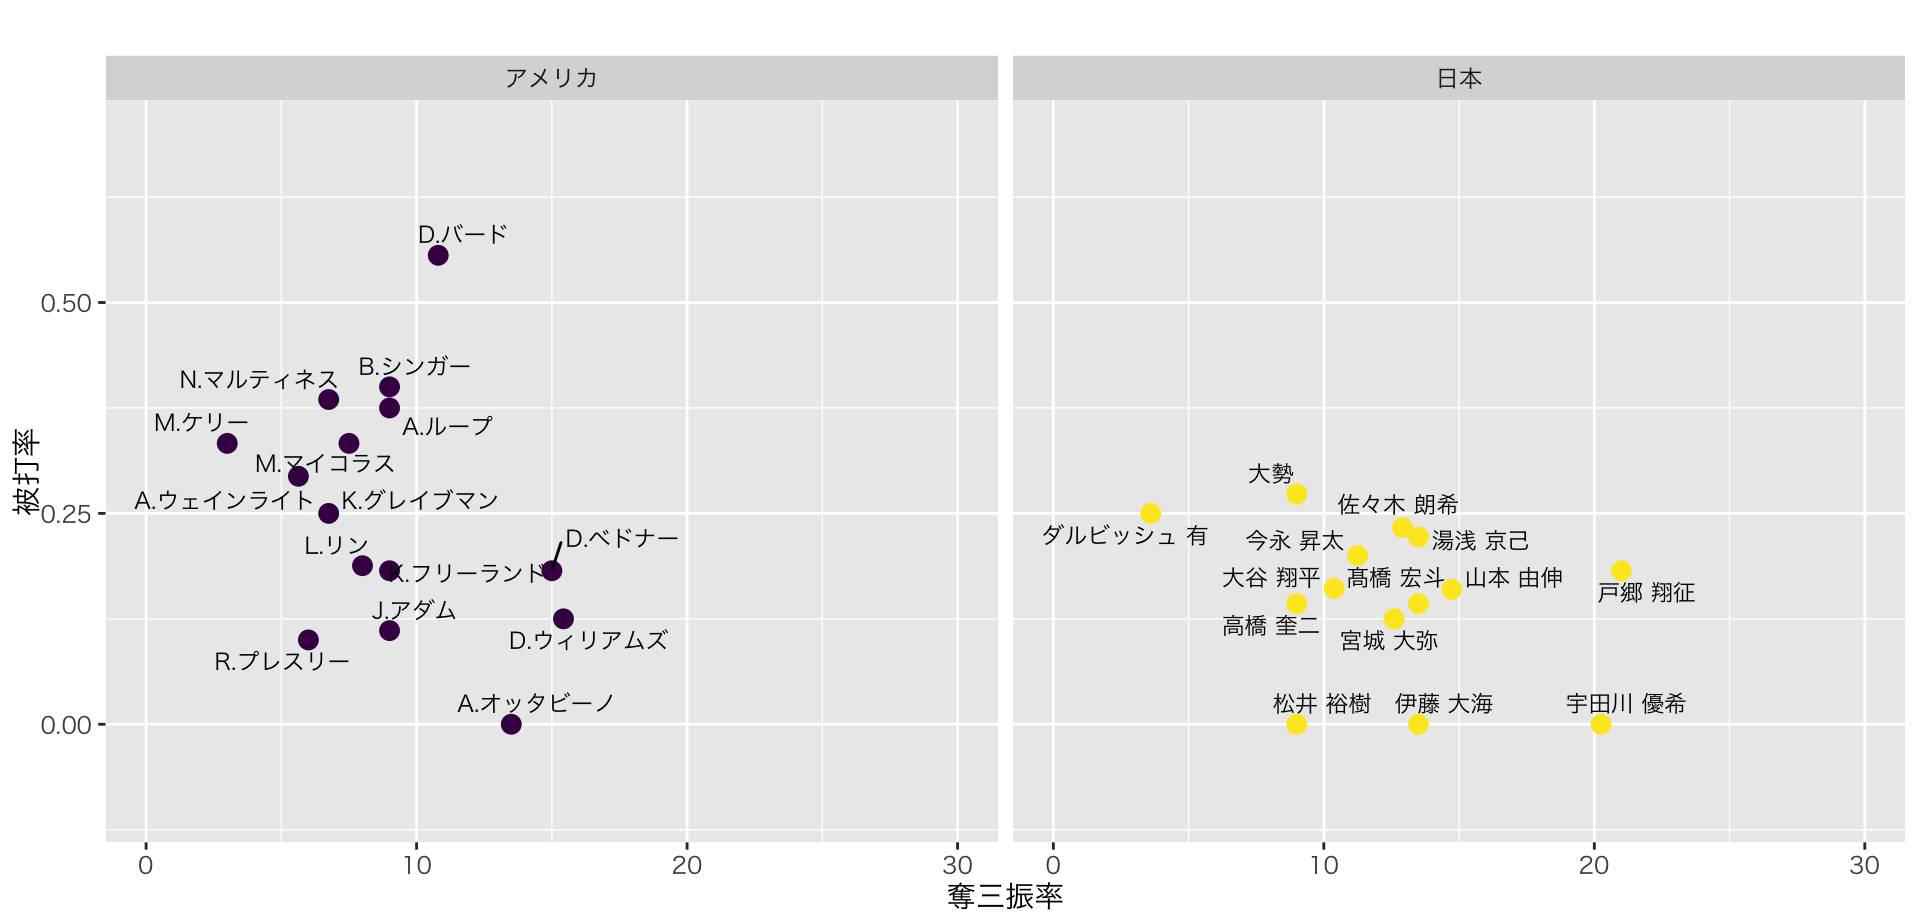 アメリカ
日本
被打率
0.50
0.25
0.00
D.バード
B.シンガー
N.マルティネス
A.ループ
M.ケリー
M.マイコラス
A.ウェインライト
K.グレイブマン
L.リン
D.ベドナー
K.フリーランド
J.アダム
D.ウィリアムズ
R.プレスリー
A.オッタビーノ
大勢
佐々木 朗希
ダルビッシュ 有
今永 昇太
湯浅 京己
大谷 翔平
髙橋 宏斗
山本 由伸
戸郷 翔征
高橋 奎二
宮城 大弥
松井 裕樹
伊藤 大海
宇田川 優希
0
10
20
30
0
10
20
30
奪三振率